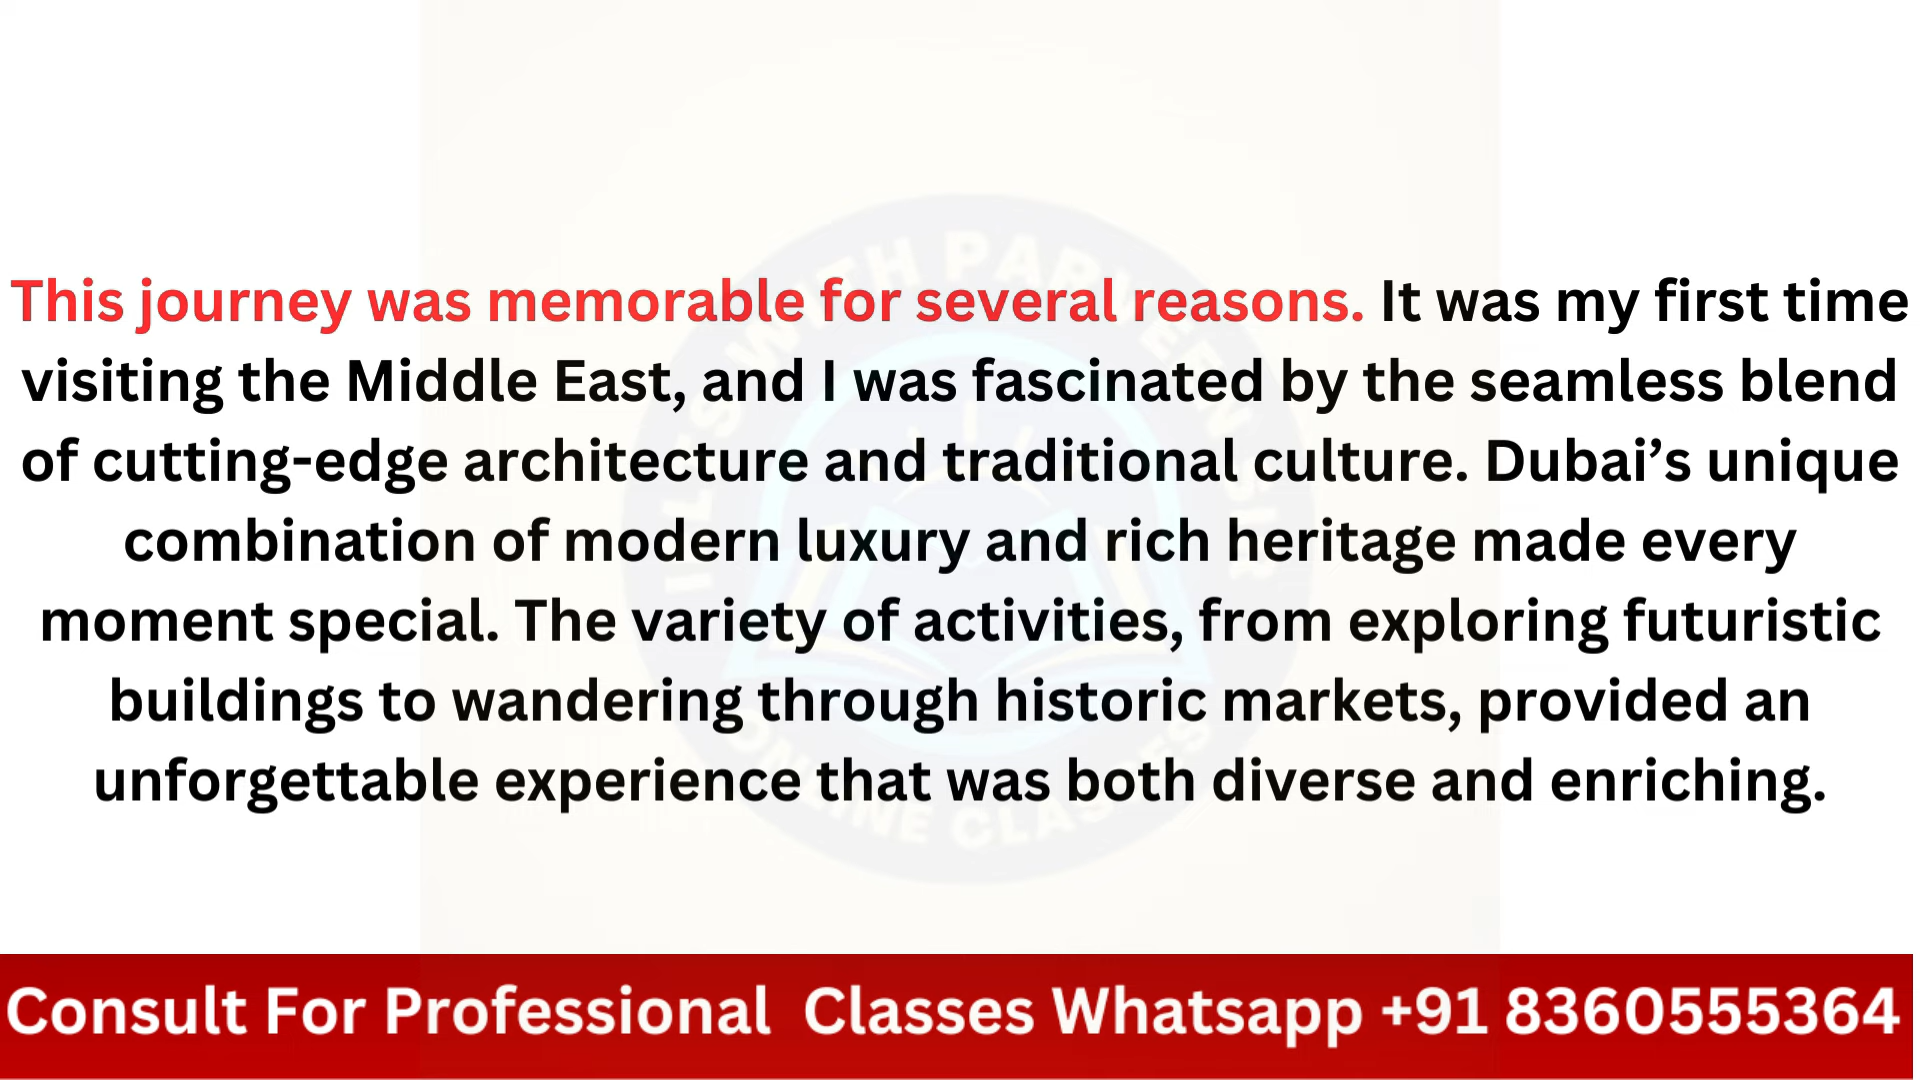 This journey was memorable for several reasons. It was my first time
visiting the Middle East, and I was fascinated by the seamless blend
of cutting-edge architecture and traditional culture. Dubai’s unique
combination of modern luxury and rich heritage made every
moment special. The variety of activities, from exploring futuristic
buildings to wandering through historic markets, provided an
unforgettable experience that was both diverse and enriching.
Consult For Professional Classes Whatsapp +91 8360555364